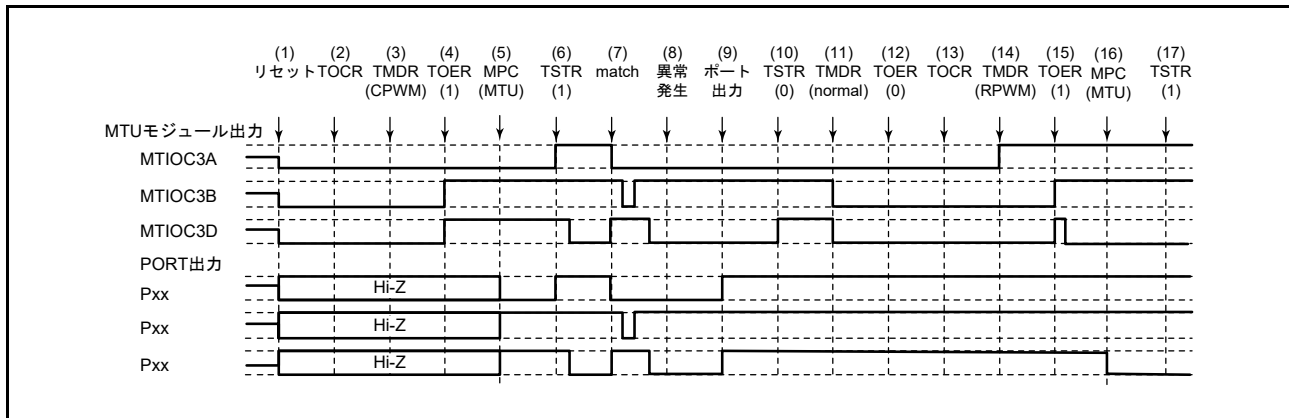 (1) (2) (3) (4) (5) (6) (7) (8) (9) (10) (11) (12) (13) (14) (15) (16) (17)
リセット TOCR TMDR TOER MPC TSTR match 異常 ポート TSTR TMDR TOER TOCR TMDR TOER MPC TSTR
(CPWM) (1) (MTU) (1) 発生 出力 (0) (normal) (0) (RPWM) (1) (MTU) (1)
MTUモジュール出力
MTIOC3A
MTIOC3B
MTIOC3D
PORT出力
Pxx Hi-Z
Pxx Hi-Z
Pxx Hi-Z